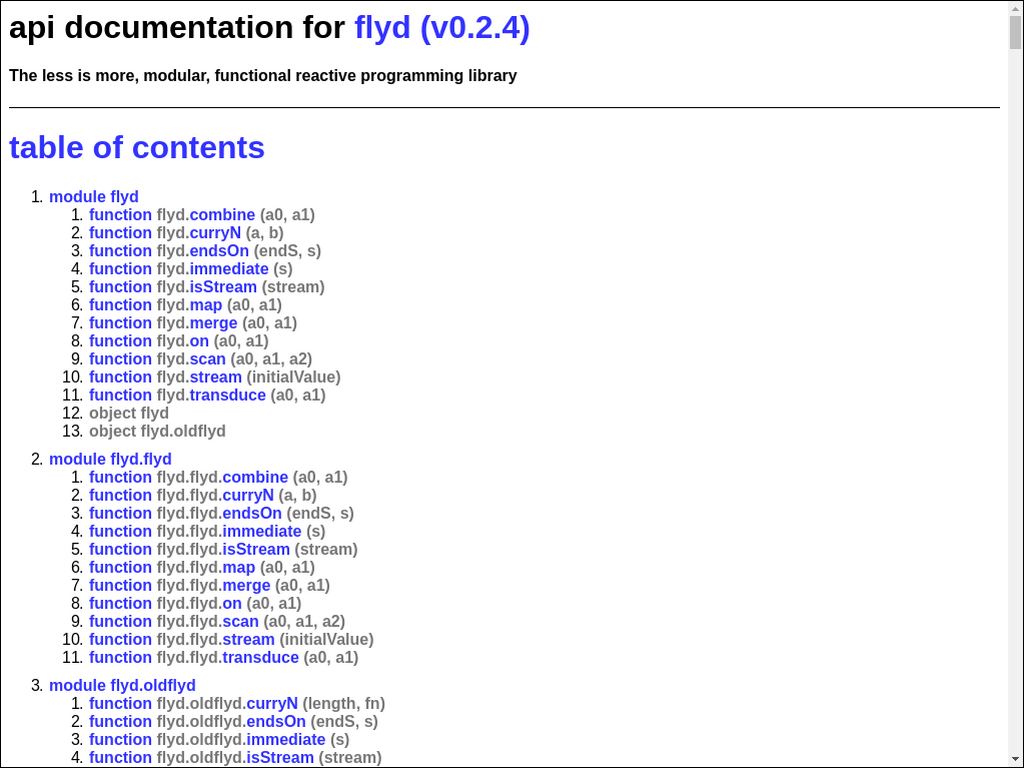 api documentation for flyd (v0.2.4)
The less is more, modular, functional reactive programming library
table of contents
1. module flyd
1. function flyd.combine (a0, a1)
2. function flyd.curryN (a, b)
3. function flyd.endsOn (endS, s)
4. function flyd.immediate (s)
5. function flyd.isStream (stream)
6. function flyd.map (a0, a1)
7. function flyd.merge (a0, a1)
8. function flyd.on (a0, a1)
9. function flyd.scan (a0, a1, a2)
10. function flyd.stream (initialValue)
11. function flyd.transduce (a0, a1)
12. object flyd
13. object flyd.oldflyd
2. module flyd.flyd
1. function flyd.flyd.combine (a0, a1)
2. function flyd.flyd.curryN (a, b)
3. function flyd.flyd.endsOn (endS, s)
4. function flyd.flyd.immediate (s)
5. function flyd.flyd.isStream (stream)
6. function flyd.flyd.map (a0, a1)
7. function flyd.flyd.merge (a0, a1)
8. function flyd.flyd.on (a0, a1)
9. function flyd.flyd.scan (a0, a1, a2)
10. function flyd.flyd.stream (initialValue)
11. function flyd.flyd.transduce (a0, a1)
3. module flyd.oldflyd
1. function flyd.oldflyd.curryN (length, fn)
2. function flyd.oldflyd.endsOn (endS, s)
3. function flyd.oldflyd.immediate (s)
4. function flyd.oldflyd.isStream (stream)